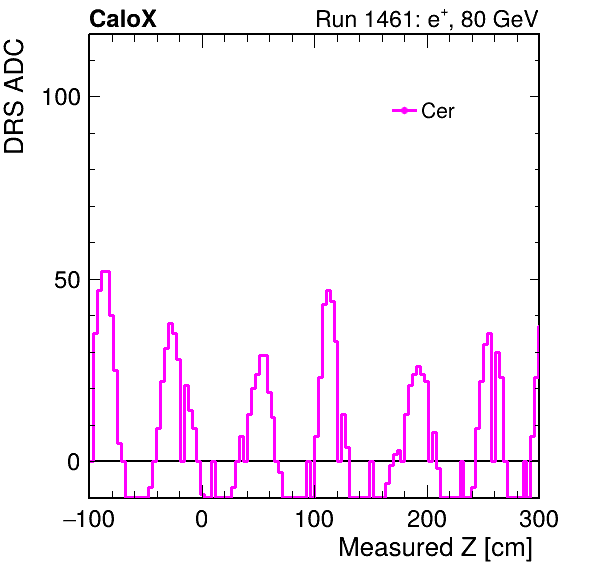 CaloX Run 1461: e⁺, 80 GeV
DRS ADC
Cer
100
50
0
−100 0 100 200 300
Measured Z [cm]